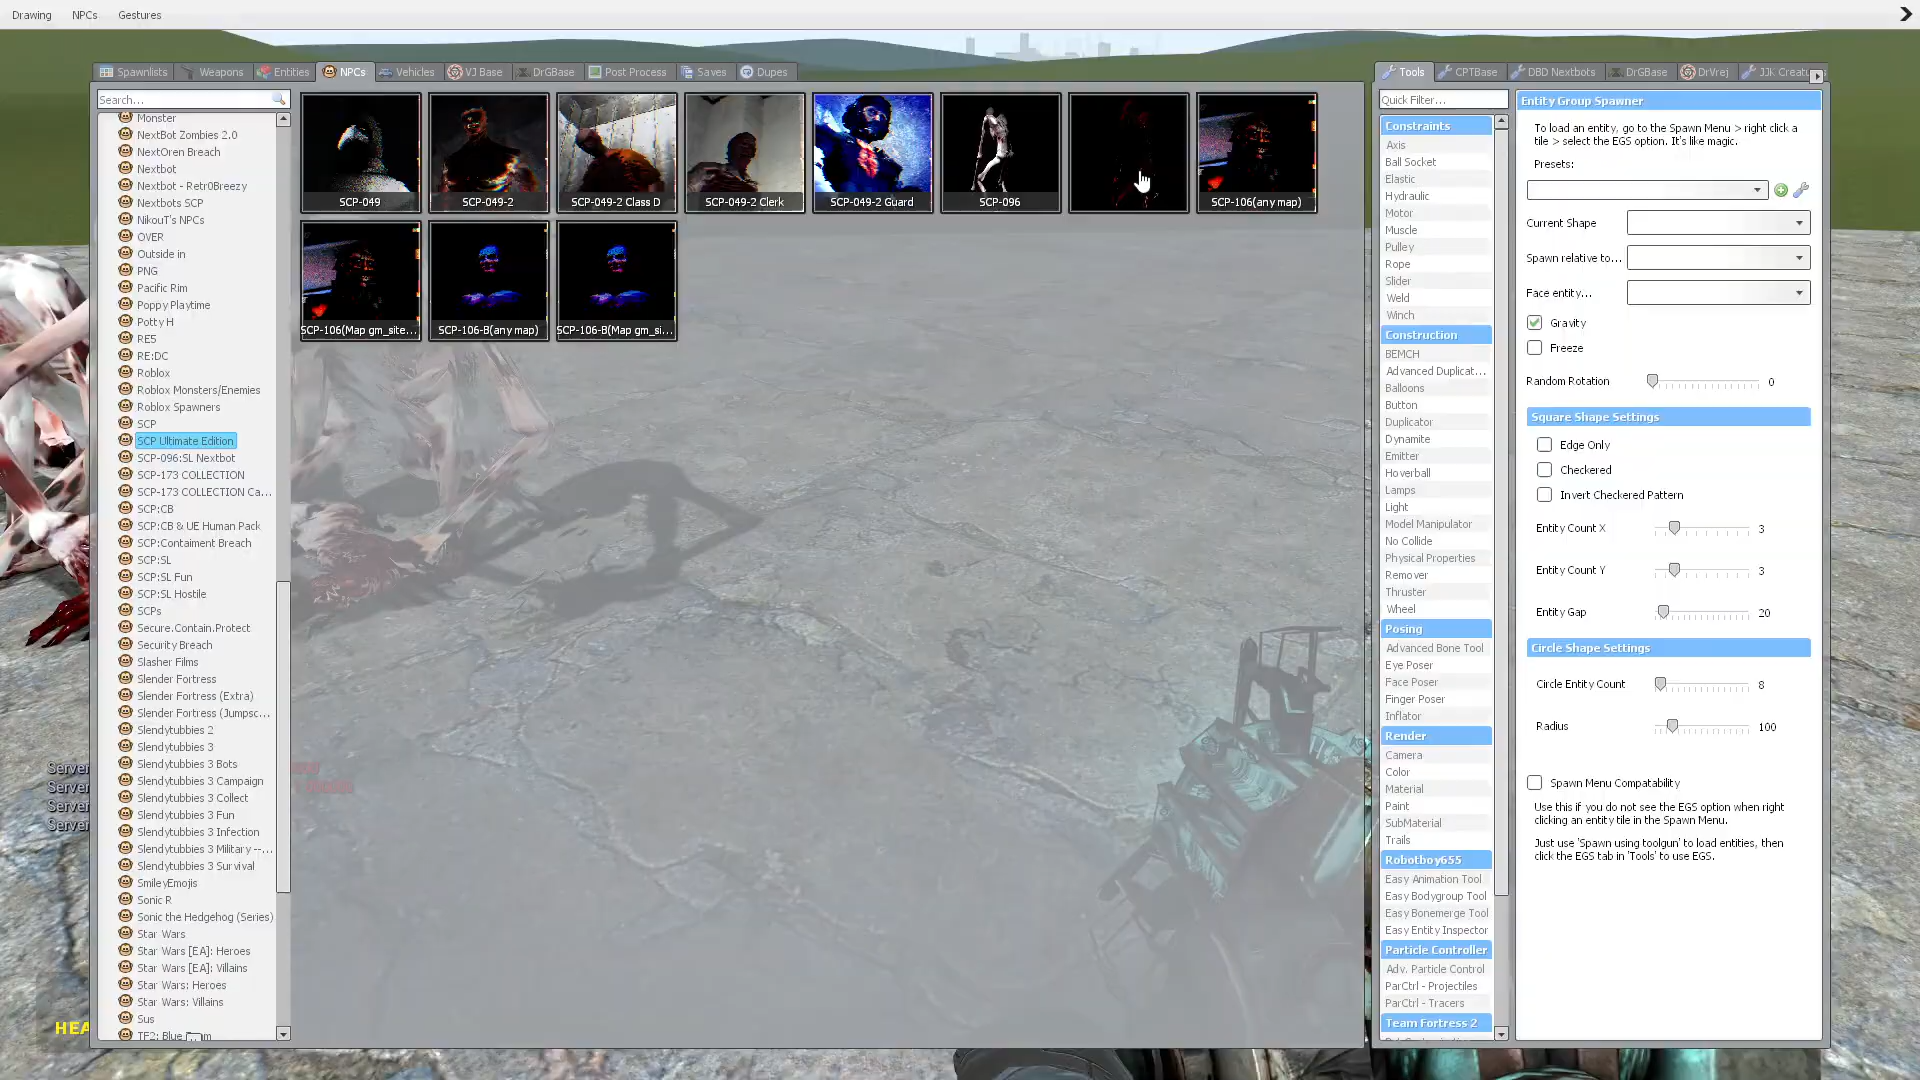 Drawing NPCs Gestures
Spawnlists Weapons Entities NPCs Vehicles VJ Base DrGBase Post Process Saves Dupes
Search...
Monster
NextBot Zombies 2.0
NextOren Breach
Nextbot
Nextbot - Retr0Breezy
Nextbots SCP
NikouT's NPCs
OVER
Outside in
PNG
Pacific Rim
Poppy Playtime
Potty H
RE5
RE:DC
Roblox
Roblox Monsters/Enemies
Roblox Spawners
SCP
SCP Ultimate Edition
SCP-096:SL Nextbot
SCP-173 COLLECTION
SCP-173 COLLECTION Ca...
SCP:CB
SCP:CB & UE Human Pack
SCP:Contaiment Breach
SCP:SL
SCP:SL Fun
SCP:SL Hostile
SCPs
Secure.Contain.Protect
Security Breach
Slasher Films
Slender Fortress
Slender Fortress (Extra)
Slender Fortress (Jumpsc...
Slendytubbies 2
Slendytubbies 3
Slendytubbies 3 Bots
Slendytubbies 3 Campaign
Slendytubbies 3 Collect
Slendytubbies 3 Fun
Slendytubbies 3 Infection
Slendytubbies 3 Military --...
Slendytubbies 3 Survival
SmileyEmojis
Sonic R
Sonic the Hedgehog (Series)
Star Wars
Star Wars [EA]: Heroes
Star Wars [EA]: Villains
Star Wars: Heroes
Star Wars: Villains
Sus
TF2: Blue
Server
Server
Server
Server
HEA
SCP-049 SCP-049-2 SCP-049-2 Class D SCP-049-2 Clerk SCP-049-2 Guard SCP-096 SCP-106(any map)
SCP-106(Map gm_site... SCP-106-B(any map) SCP-106-B(Map gm_si...
Tools CPTBase DBD Nextbots DrGBase DrVrej JJK Creatu
Quick Filter...
Constraints
Axis
Ball Socket
Elastic
Hydraulic
Motor
Muscle
Pulley
Rope
Slider
Weld
Winch
Construction
BEMCH
Advanced Duplicat...
Balloons
Button
Duplicator
Dynamite
Emitter
Hoverball
Lamps
Light
Model Manipulator
No Collide
Physical Properties
Remover
Thruster
Wheel
Posing
Advanced Bone Tool
Eye Poser
Face Poser
Finger Poser
Inflator
Render
Camera
Color
Material
Paint
SubMaterial
Trails
Robotboy655
Easy Animation Tool
Easy Bodygroup Tool
Easy Bonemerge Tool
Easy Entity Inspector
Particle Controller
Adv. Particle Control
ParCtrl - Projectiles
ParCtrl - Tracers
Team Fortress 2
Entity Group Spawner
To load an entity, go to the Spawn Menu > right click a
tile > select the EGS option. It's like magic.
Presets:
Current Shape
Spawn relative to...
Face entity...
Gravity
Freeze
Random Rotation 0
Square Shape Settings
Edge Only
Checkered
Invert Checkered Pattern
Entity Count X 3
Entity Count Y 3
Entity Gap 20
Circle Shape Settings
Circle Entity Count 8
Radius 100
Spawn Menu Compatability
Use this if you do not see the EGS option when right
clicking an entity tile in the Spawn Menu.
Just use 'Spawn using toolgun' to load entities, then
click the EGS tab in 'Tools' to use EGS.